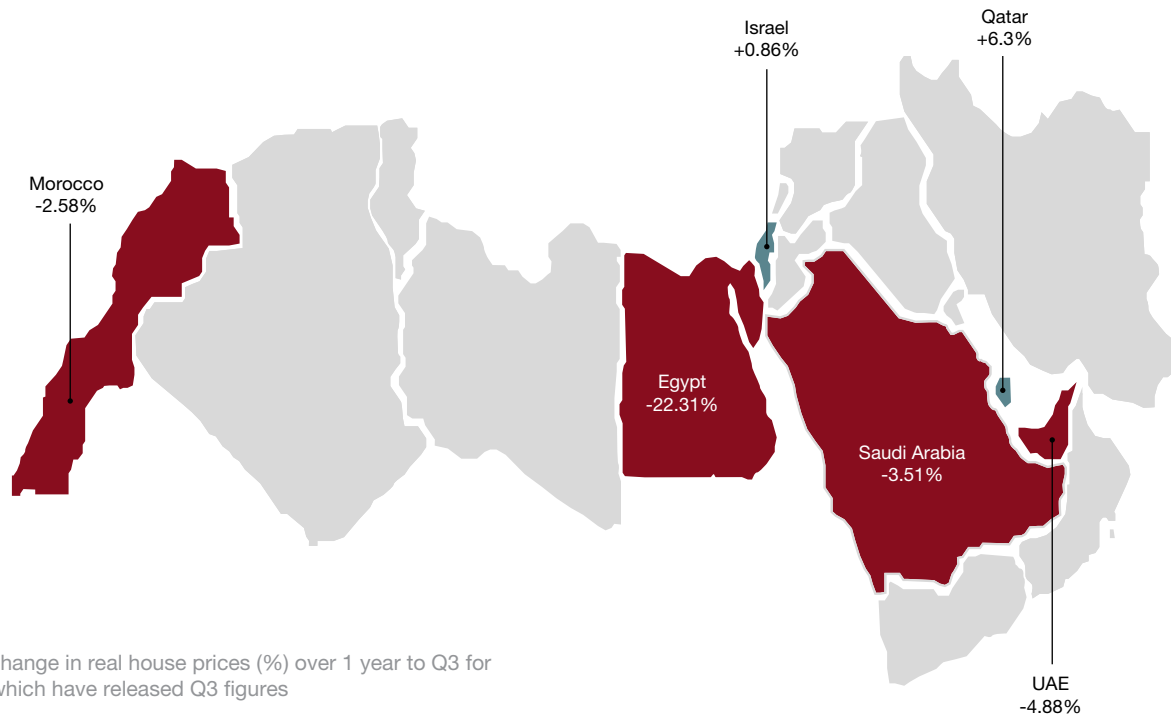 Israel
+0.86%
Qatar
+6.3%
Morocco
-2.58%
Egypt
-22.31%
Saudi Arabia
-3.51%
hange in real house prices (%) over 1 year to Q3 for
which have released Q3 figures
UAE
-4.88%